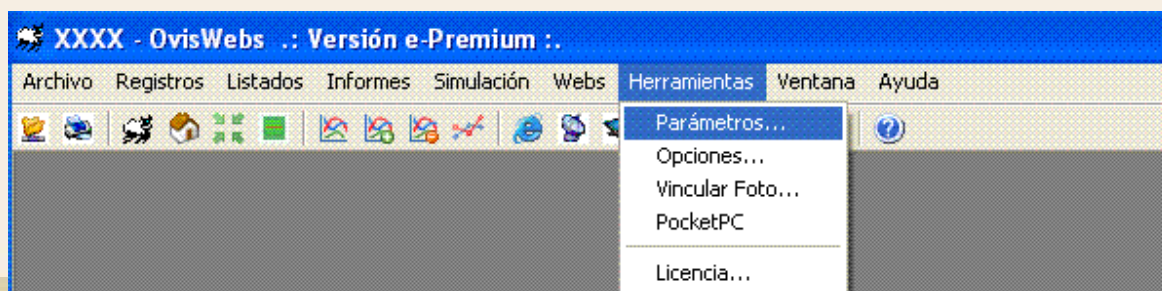 XXXX - OvisWebs .: Versión e-Premium :.
Archivo Registros Listados Informes Simulación Webs Herramientas Ventana Ayuda
Parámetros...
Opciones...
Vincular Foto...
PocketPC
Licencia...